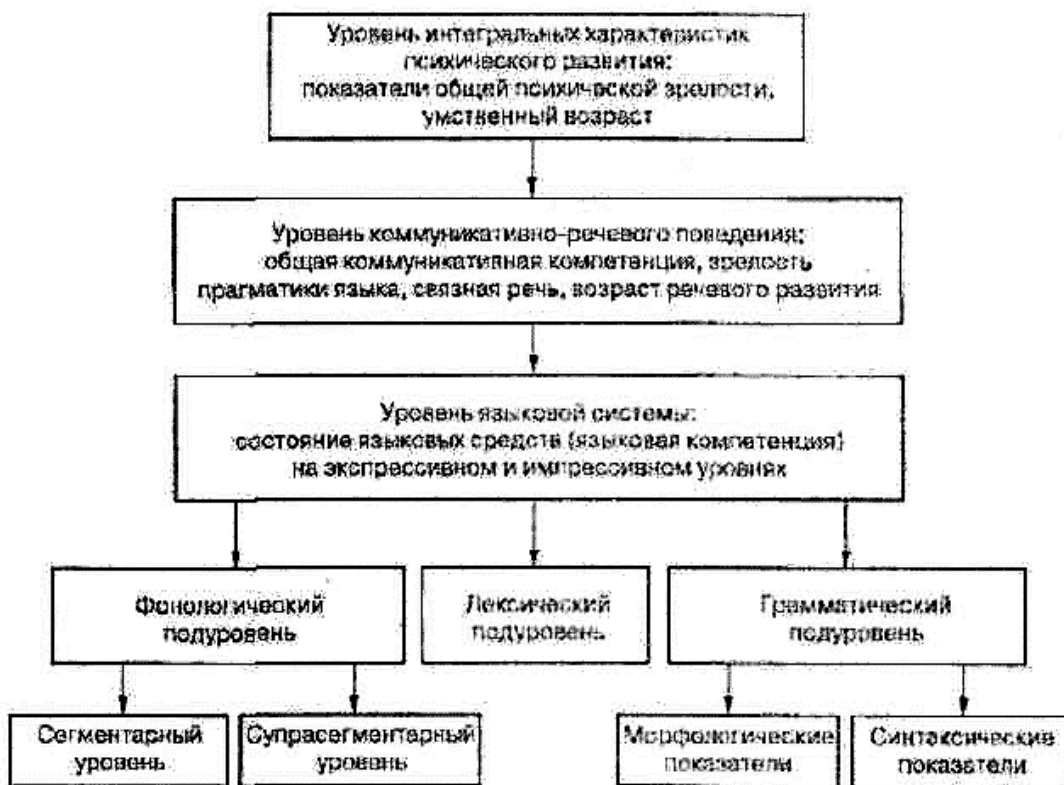 Уровень интегральных характеристик
психического развития:
показатели общей психической зрелости,
умственный возраст
Уровень коммуникативно-речевого поведения:
общая коммуникативная компетенция, зрелость
прагматики языка, связная речь, возраст речевого развития
Уровень языковой системы:
состояние языковых средств (языковая компетенция)
на экспрессивном и импрессивном уровнях
Фонологический
подуровень
Лексический
подуровень
Грамматический
подуровень
Сегментарный
уровень
Супрасегментарный
уровень
Морфологические
показатели
Синтаксические
показатели